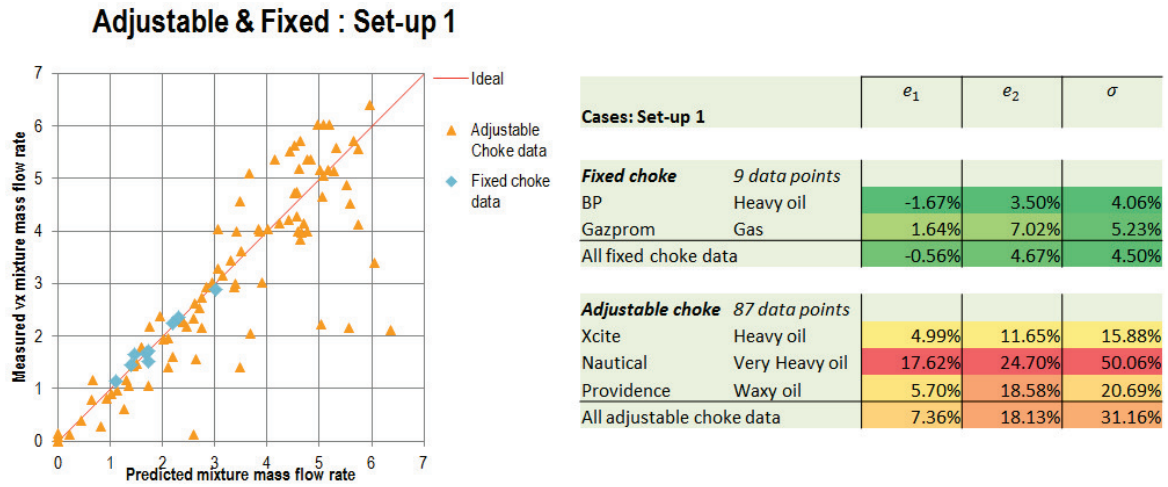 Adjustable & Fixed : Set-up 1
7
6
5
4
3
2
1
0
Measured vx mixture mass flow rate
0 1 2 3 4 5 6 7
Predicted mixture mass flow rate
Ideal
Adjustable
Choke data
Fixed choke
data
e1 e2 σ
Cases: Set-up 1
Fixed choke 9 data points
BP Heavy oil -1.67% 3.50% 4.06%
Gazprom Gas 1.64% 7.02% 5.23%
All fixed choke data -0.56% 4.67% 4.50%
Adjustable choke 87 data points
Xcite Heavy oil 4.99% 11.65% 15.88%
Nautical Very Heavy oil 17.62% 24.70% 50.06%
Providence Waxy oil 5.70% 18.58% 20.69%
All adjustable choke data 7.36% 18.13% 31.16%